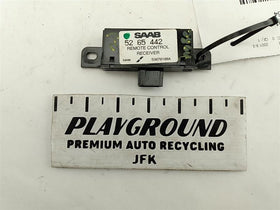 SAAB
52 65 442
REMOTE CONTROL
RECEIVER
PLAYGROUND
PREMIUM AUTO RECYCLING
JFK